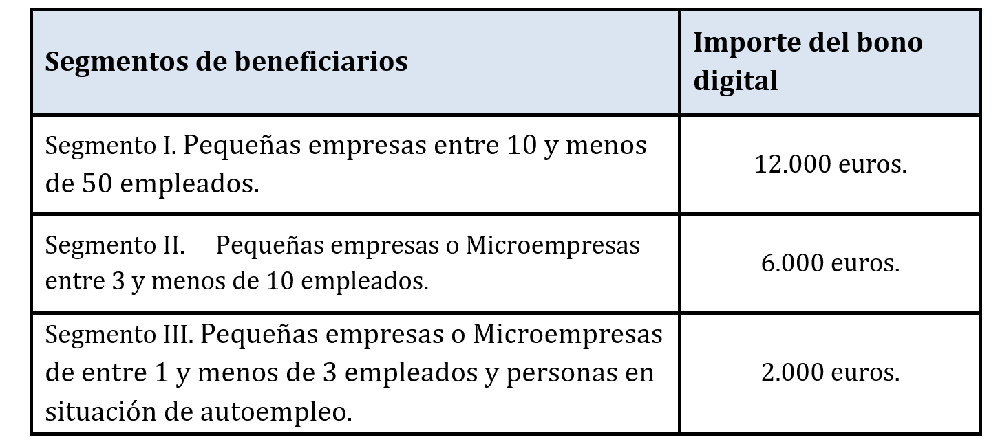 Segmentos de beneficiarios
Importe del bono
digital
Segmento I. Pequeñas empresas entre 10 y menos
de 50 empleados.
12.000 euros.
Segmento II. Pequeñas empresas o Microempresas
entre 3 y menos de 10 empleados.
6.000 euros.
Segmento III. Pequeñas empresas o Microempresas
de entre 1 y menos de 3 empleados y personas en
situación de autoempleo.
2.000 euros.